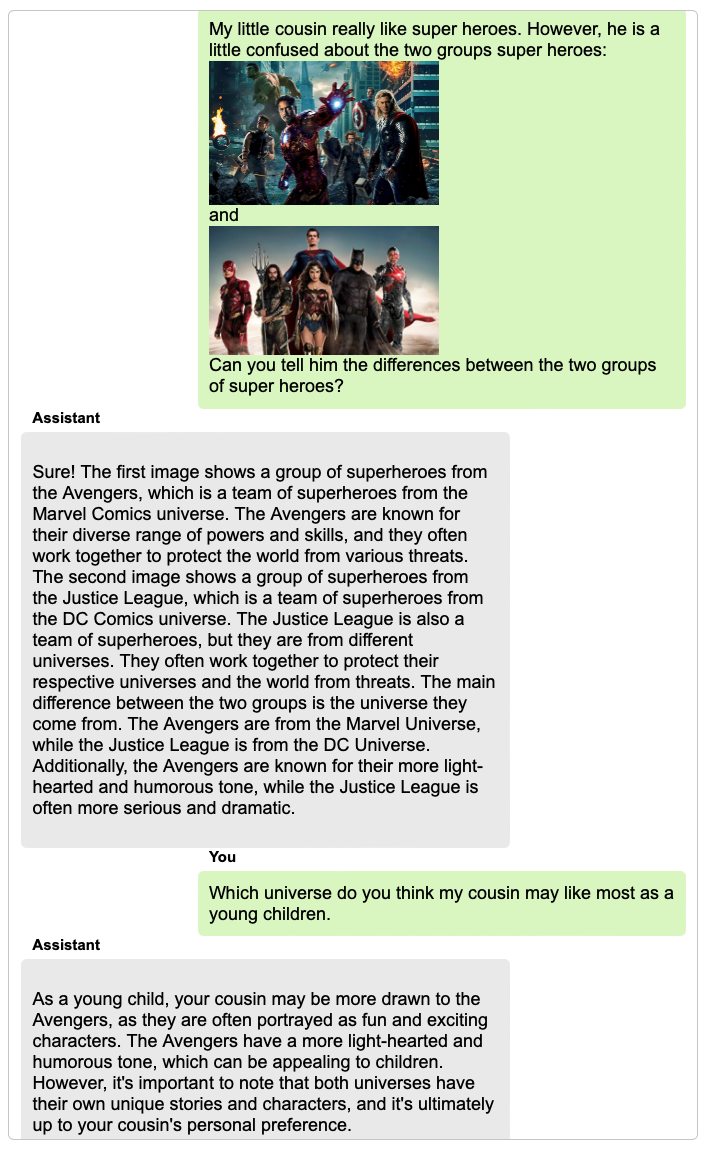 My little cousin really like super heroes. However, he is a
little confused about the two groups super heroes:
and
Can you tell him the differences between the two groups
of super heroes?
Assistant
Sure! The first image shows a group of superheroes from
the Avengers, which is a team of superheroes from the
Marvel Comics universe. The Avengers are known for
their diverse range of powers and skills, and they often
work together to protect the world from various threats.
The second image shows a group of superheroes from
the Justice League, which is a team of superheroes from
the DC Comics universe. The Justice League is also a
team of superheroes, but they are from different
universes. They often work together to protect their
respective universes and the world from threats. The main
difference between the two groups is the universe they
come from. The Avengers are from the Marvel Universe,
while the Justice League is from the DC Universe.
Additionally, the Avengers are known for their more light-
hearted and humorous tone, while the Justice League is
often more serious and dramatic.
You
Which universe do you think my cousin may like most as a
young children.
Assistant
As a young child, your cousin may be more drawn to the
Avengers, as they are often portrayed as fun and exciting
characters. The Avengers have a more light-hearted and
humorous tone, which can be appealing to children.
However, it's important to note that both universes have
their own unique stories and characters, and it's ultimately
up to your cousin's personal preference.